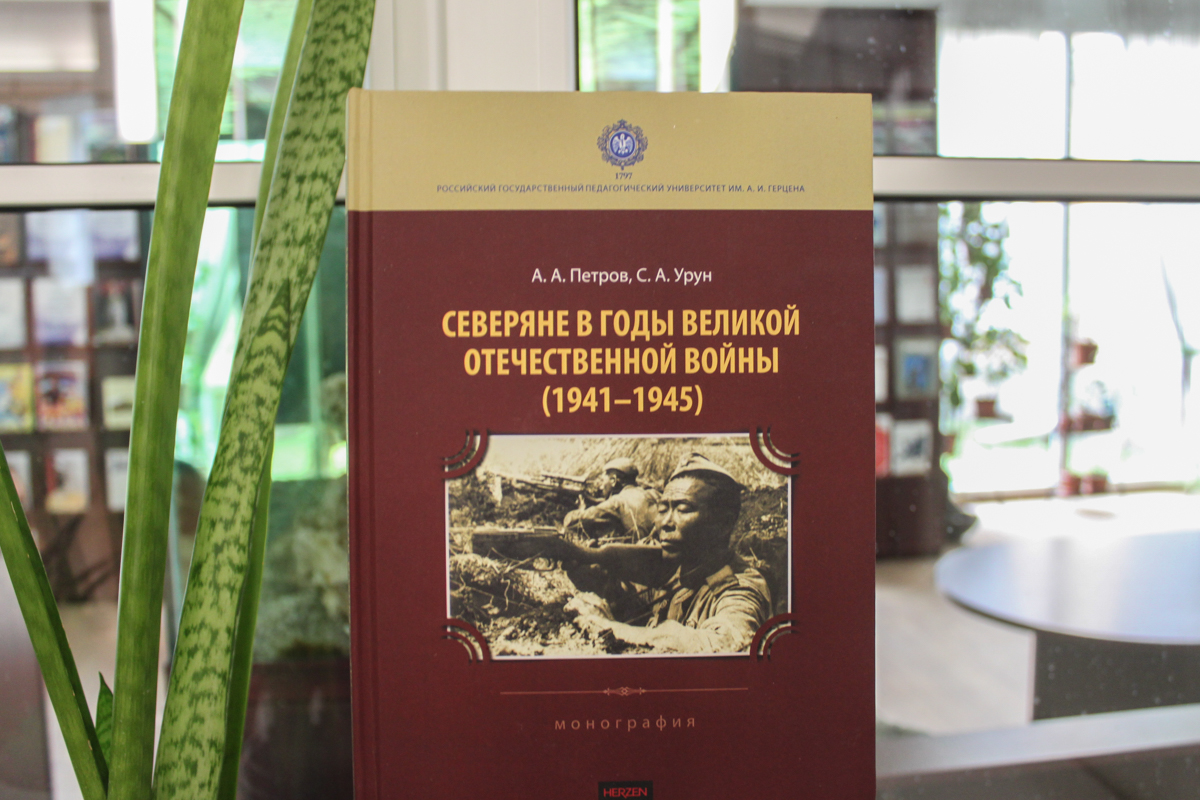 1797
РОССИЙСКИЙ ГОСУДАРСТВЕННЫЙ ПЕДАГОГИЧЕСКИЙ УНИВЕРСИТЕТ ИМ. А. И. ГЕРЦЕНА
А. А. Петров, С. А. Урун
СЕВЕРЯНЕ В ГОДЫ ВЕЛИКОЙ
ОТЕЧЕСТВЕННОЙ ВОЙНЫ
(1941–1945)
монография
HERZEN